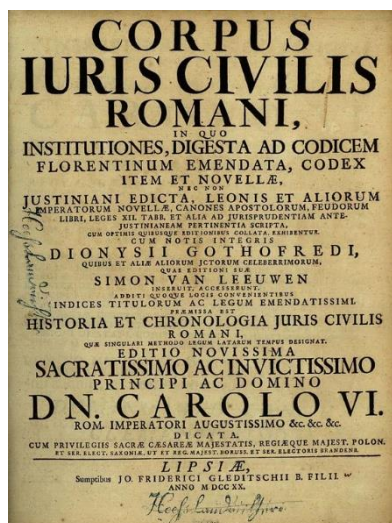 CORPUS
IURIS CIVILIS
ROMANI,
IN QUO
INSTITUTIONES, DIGESTA AD CODICEM
FLORENTINUM EMENDATA, CODEX
ITEM ET NOVELLÆ,
NEC NON
JUSTINIANI EDICTA, LEONIS ET ALIORUM
IMPERATORUM NOVELLÆ, CANONES APOSTOLORUM, FEUDORUM
LIBRI, LEGES XII. TABB. ET ALIA AD JURISPRUDENTIAM ANTE-
JUSTINIANEAM PERTINENTIA SCRIPTA,
CUM OPTIMIS QUIBUSQUE EDITIONIBUS COLLATA, EXHIBENTUR.
CUM NOTIS INTEGRIS
DIONYSII GOTHOFREDI,
QUIBUS ET ALIÆ ALIORUM JCTORUM CELEBERRIMORUM,
QUAS EDITIONI SUÆ
SIMON VAN LEEUWEN
INSERUIT, ACCESSERUNT.
ADDITI QUOQUE LOCIS CONVENIENTIBUS
INDICES TITULORUM AC LEGUM EMENDATISSIMI.
PRÆMISSA EST
HISTORIA ET CHRONOLOGIA JURIS CIVILIS
ROMANI,
QUÆ SINGULARI METHODO LEGUM LATARUM TEMPUS DESIGNAT.
EDITIO NOVISSIMA
SACRATISSIMO AC INVICTISSIMO
PRINCIPI AC DOMINO
DN. CAROLO VI.
ROM. IMPERATORI AUGUSTISSIMO &c. &c. &c.
DICATA.
CUM PRIVILEGIIS SACRÆ CÆSAREÆ MAJESTATIS, REGIÆQUE MAJEST. POLON.
ET SER. ELECT. SAXONIÆ, UT ET REG. MAJEST. BORUSS. ET SER. ELECTORIS BRANDENB.
LIPSIÆ,
Sumptibus JO. FRIDERICI GLEDITSCHII B. FILII.
ANNO M DCC XX.